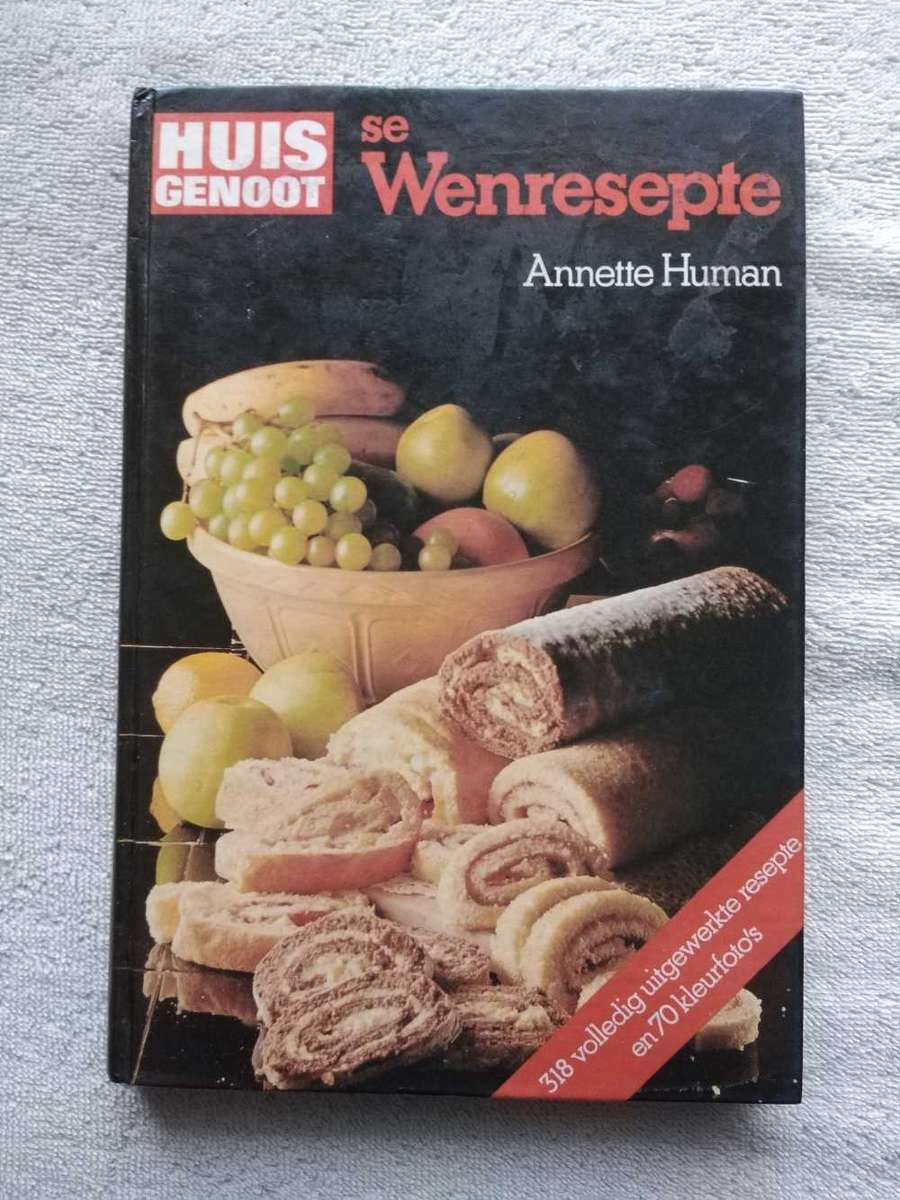 HUIS
GENOOT
se
Wenresepte
Annette Human
318 volledig uitgewerkte resepte
en 70 kleurfoto's